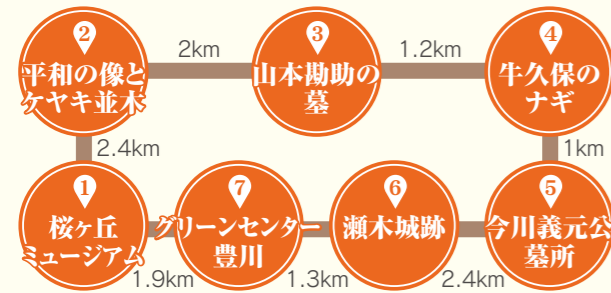 2
平和の像と
ケヤキ並木
2km
3
山本勘助の
墓
1.2km
4
牛久保の
ナギ
2.4km
1km
1
桜ヶ丘
ミュージアム
7
グリーンセンター
豊川
6
瀬木城跡
5
今川義元公
墓所
1.9km
1.3km
2.4km